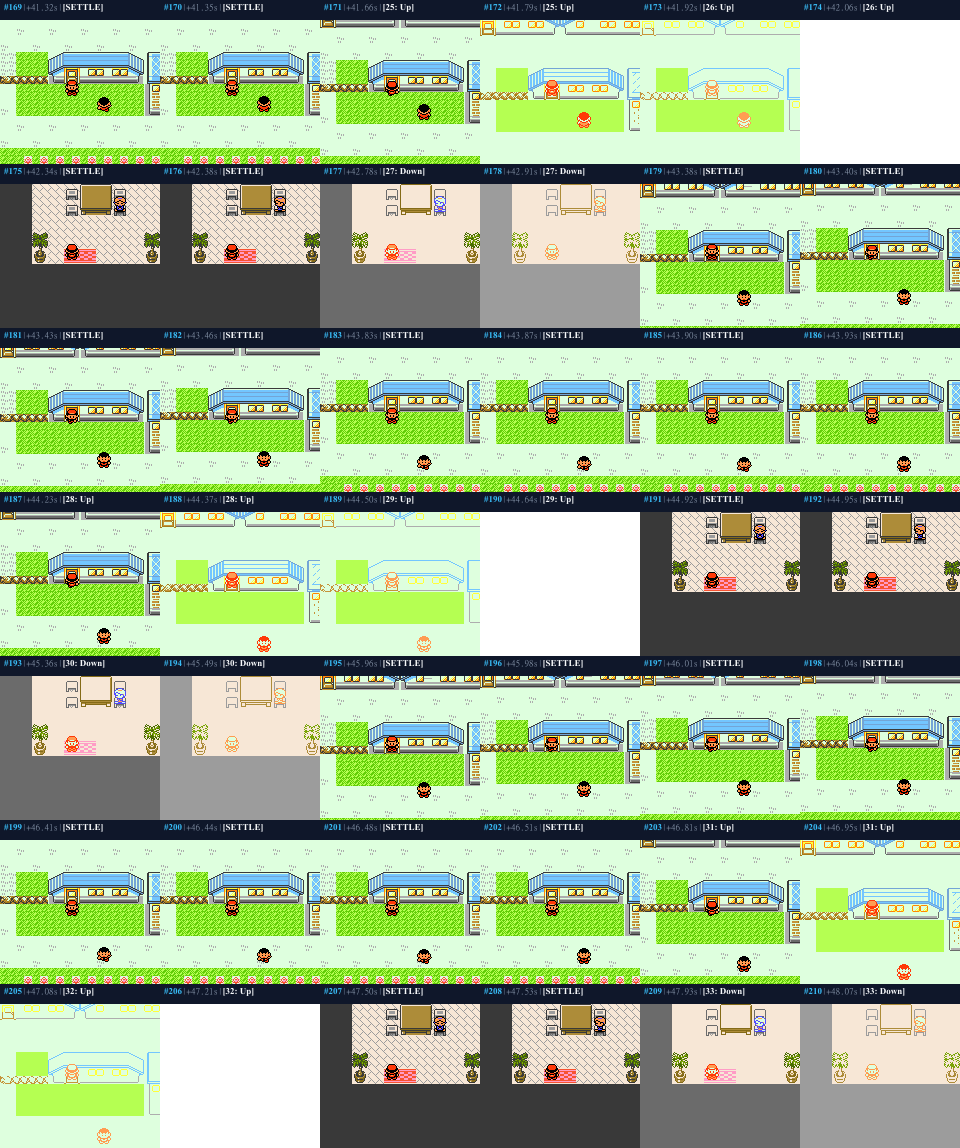 #169|+41.32s|[SETTLE]
#170|+41.35s|[SETTLE]
#171|+41.66s|[25: Up]
#172|+41.79s|[25: Up]
#173|+41.92s|[26: Up]
#174|+42.06s|[26: Up]
#175|+42.34s|[SETTLE]
#176|+42.38s|[SETTLE]
#177|+42.78s|[27: Down]
#178|+42.91s|[27: Down]
#179|+43.38s|[SETTLE]
#180|+43.40s|[SETTLE]
#181|+43.43s|[SETTLE]
#182|+43.46s|[SETTLE]
#183|+43.83s|[SETTLE]
#184|+43.87s|[SETTLE]
#185|+43.90s|[SETTLE]
#186|+43.93s|[SETTLE]
#187|+44.23s|[28: Up]
#188|+44.37s|[28: Up]
#189|+44.50s|[29: Up]
#190|+44.64s|[29: Up]
#191|+44.92s|[SETTLE]
#192|+44.95s|[SETTLE]
#193|+45.36s|[30: Down]
#194|+45.49s|[30: Down]
#195|+45.96s|[SETTLE]
#196|+45.98s|[SETTLE]
#197|+46.01s|[SETTLE]
#198|+46.04s|[SETTLE]
#199|+46.41s|[SETTLE]
#200|+46.44s|[SETTLE]
#201|+46.48s|[SETTLE]
#202|+46.51s|[SETTLE]
#203|+46.81s|[31: Up]
#204|+46.95s|[31: Up]
#205|+47.08s|[32: Up]
#206|+47.21s|[32: Up]
#207|+47.50s|[SETTLE]
#208|+47.53s|[SETTLE]
#209|+47.93s|[33: Down]
#210|+48.07s|[33: Down]